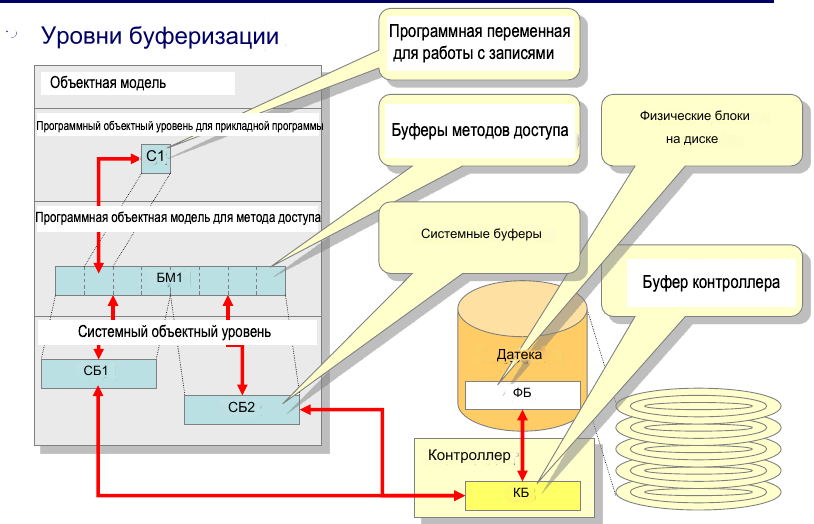 Уровни буферизации
Программная переменная
для работы с записями
Объектная модель
Программный объектный уровень для прикладной программы
С1
Буферы методов доступа
Физические блоки
на диске
Программная объектная модель для метода доступа
Системные буферы
БМ1
Буфер контроллера
Системный объектный уровень
Датека
СБ1
ФБ
СБ2
Контроллер
КБ